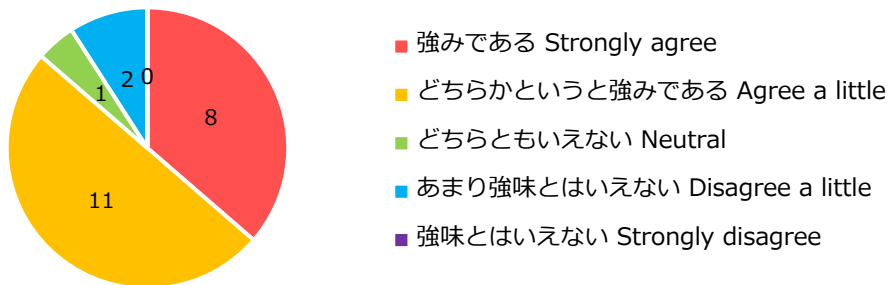 8
11
1
2
0
強みである Strongly agree
どちらかというと強みである Agree a little
どちらともいえない Neutral
あまり強味とはいえない Disagree a little
強味とはいえない Strongly disagree